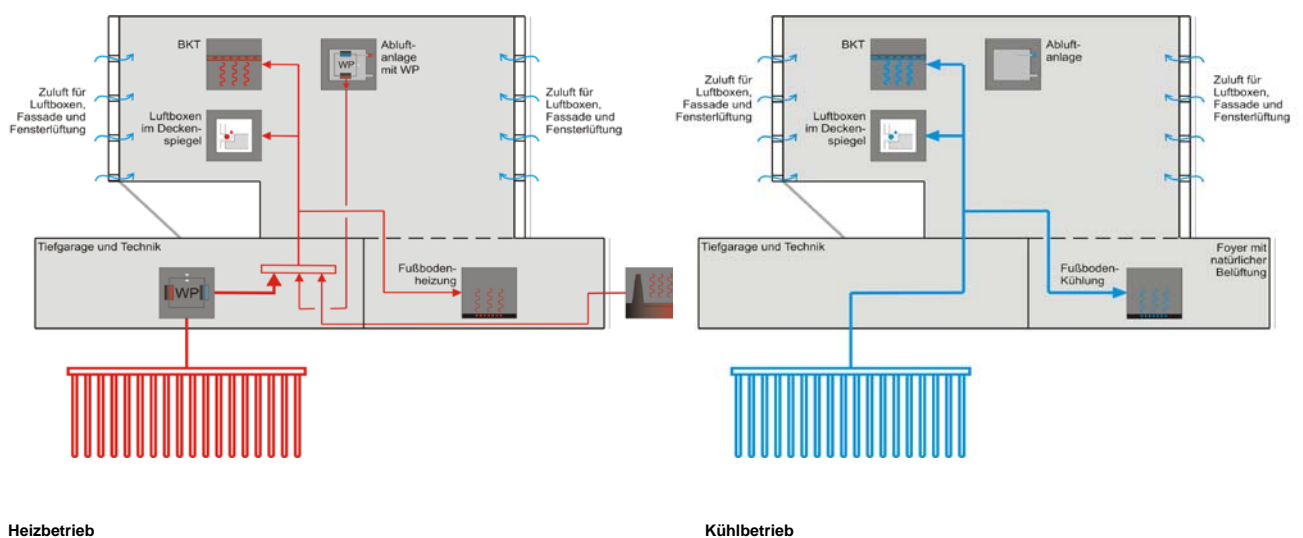 BKT
Abluft-
anlage
mit WP
WP
Zuluft für
Luftboxen,
Fassade und
Fensterlüftung
Luftboxen
im Decken-
spiegel
Zuluft für
Luftboxen,
Fassade und
Fensterlüftung
Tiefgarage und Technik
WP
Fußboden-
heizung
Heizbetrieb
BKT
Abluft-
anlage
Zuluft für
Luftboxen,
Fassade und
Fensterlüftung
Luftboxen
im Decken-
spiegel
Zuluft für
Luftboxen,
Fassade und
Fensterlüftung
Tiefgarage und Technik
Foyer mit
natürlicher
Belüftung
Fußboden-
Kühlung
Kühlbetrieb